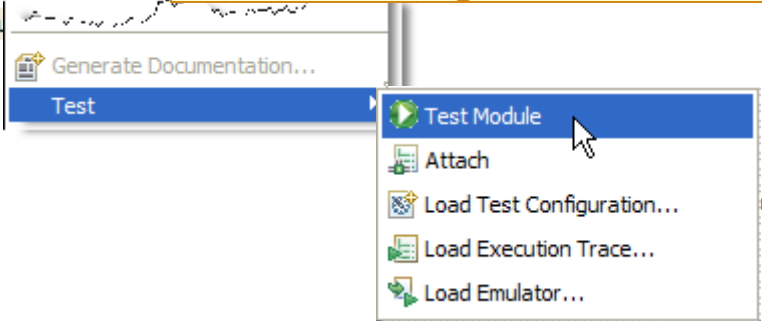 Generate Documentation...
Test
Test Module
Attach
Load Test Configuration...
Load Execution Trace...
Load Emulator...